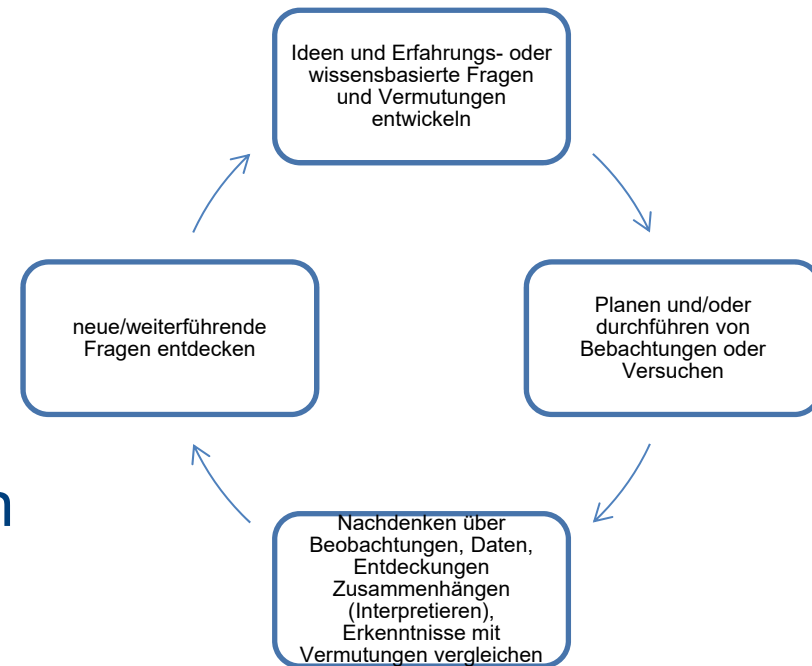 Ideen und Erfahrungs- oder
wissensbasierte Fragen
und Vermutungen
entwickeln
Planen und/oder
durchführen von
Bebachtungen oder
Versuchen
Nachdenken über
Beobachtungen, Daten,
Entdeckungen
Zusammenhängen
(Interpretieren),
Erkenntnisse mit
Vermutungen vergleichen
neue/weiterführende
Fragen entdecken
n